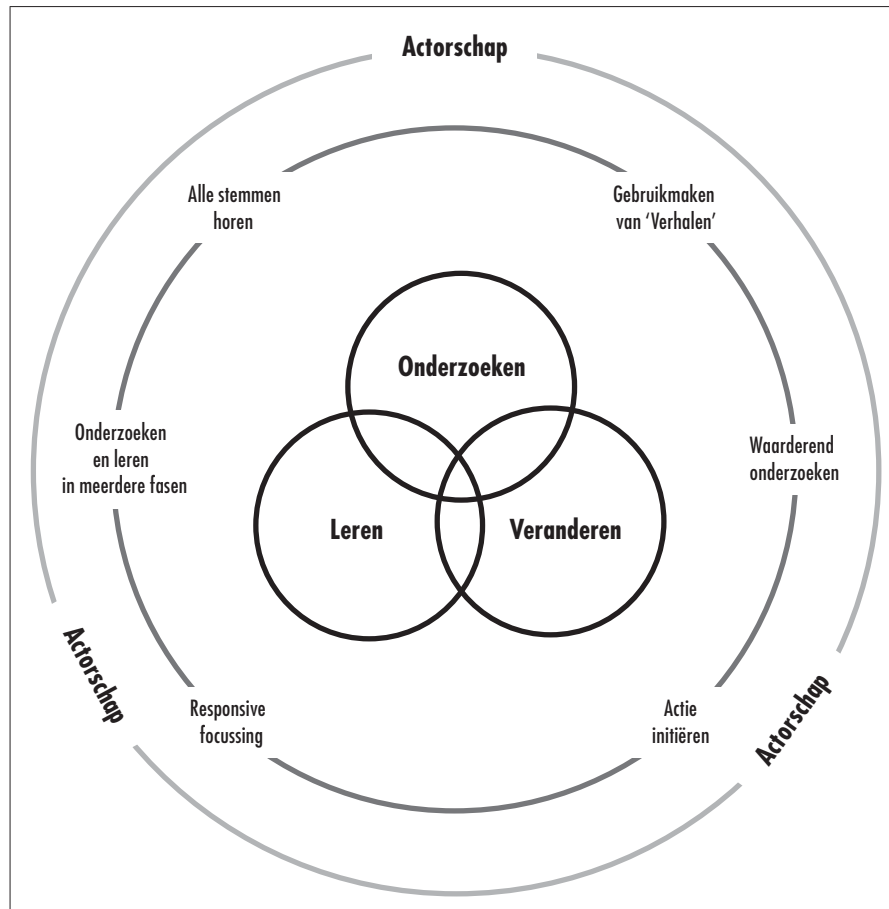 Actorschap
Alle stemmen
horen
Gebruikmaken
van ‘Verhalen’
Onderzoeken
Onderzoeken
en leren
in meerdere fasen
Waarderend
onderzoeken
Leren
Veranderen
Actorschap
Responsive
focussing
Actie
initiëren
Actorschap